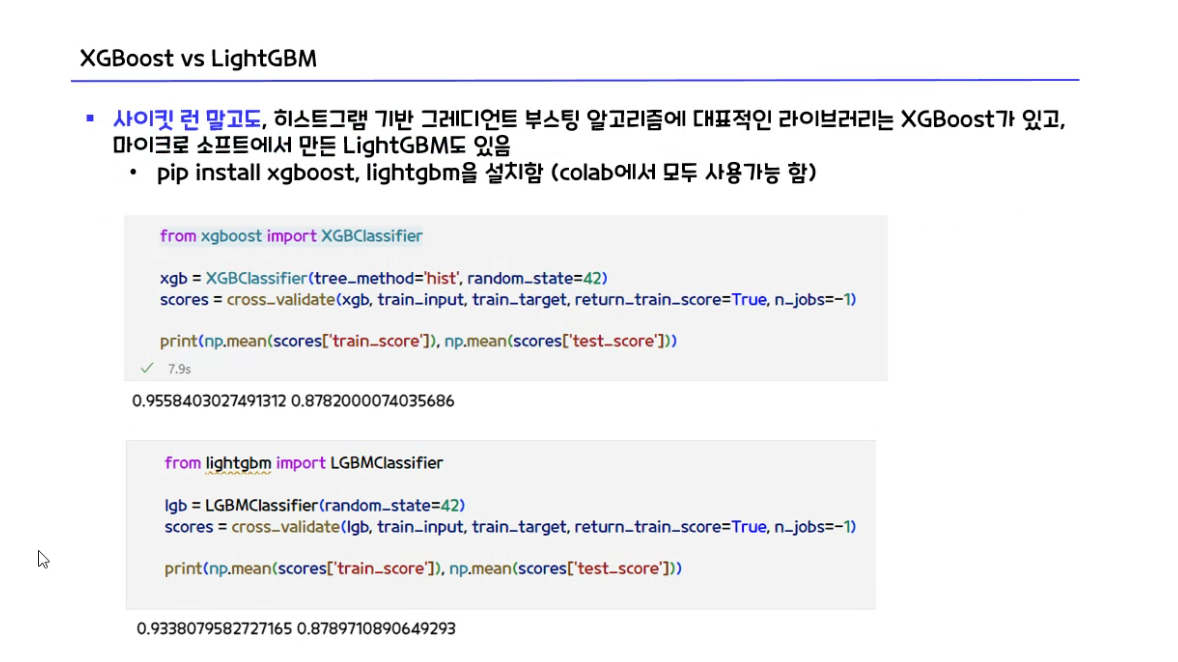 XGBoost vs LightGBM
▪ 사이킷 런 말고도, 히스트그램 기반 그레디언트 부스팅 알고리즘에 대표적인 라이브러리는 XGBoost가 있고,
마이크로 소프트에서 만든 LightGBM도 있음
• pip install xgboost, lightgbm을 설치함 (colab에서 모두 사용가능 함)
from xgboost import XGBClassifier
xgb = XGBClassifier(tree_method='hist', random_state=42)
scores = cross_validate(xgb, train_input, train_target, return_train_score=True, n_jobs=-1)
print(np.mean(scores['train_score']), np.mean(scores['test_score']))
✓ 7.9s
0.9558403027491312 0.8782000074035686
from lightgbm import LGBMClassifier
lgb = LGBMClassifier(random_state=42)
scores = cross_validate(lgb, train_input, train_target, return_train_score=True, n_jobs=-1)
print(np.mean(scores['train_score']), np.mean(scores['test_score']))
0.9338079582727165 0.8789710890649293